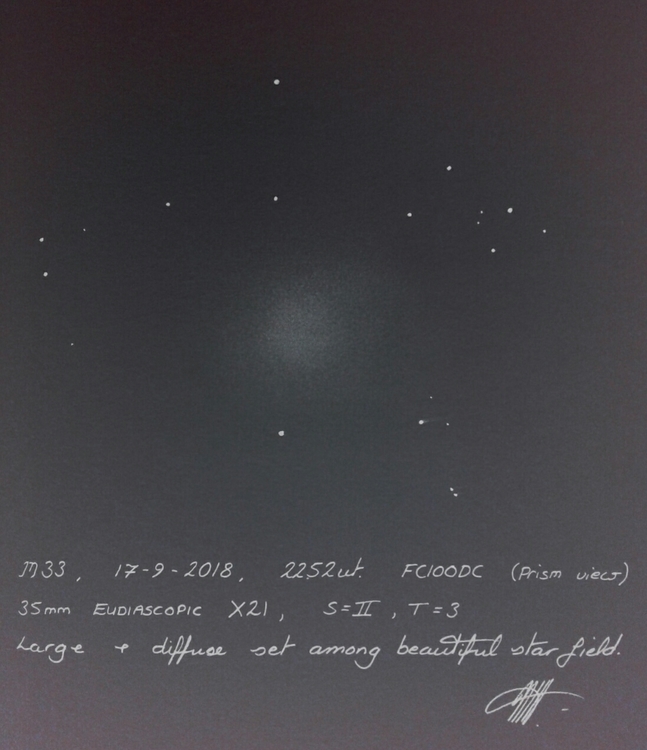 M33, 17-9-2018, 2252ut. FC100DC (Prism view)
35mm EUDIASCOPIC X21, S=II, T=3
Large + diffuse set among beautiful star field.